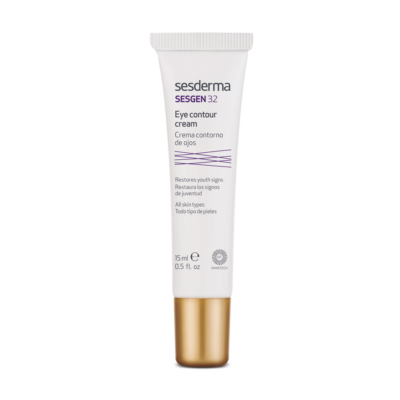 sesderma
SESGEN 32
Eye contour
cream
Crema contorno
de ojos
Restores youth signs
Restaura los signos
de juventud
All skin types
Todo tipo de pieles
15 ml ℮
0.5 fl. oz